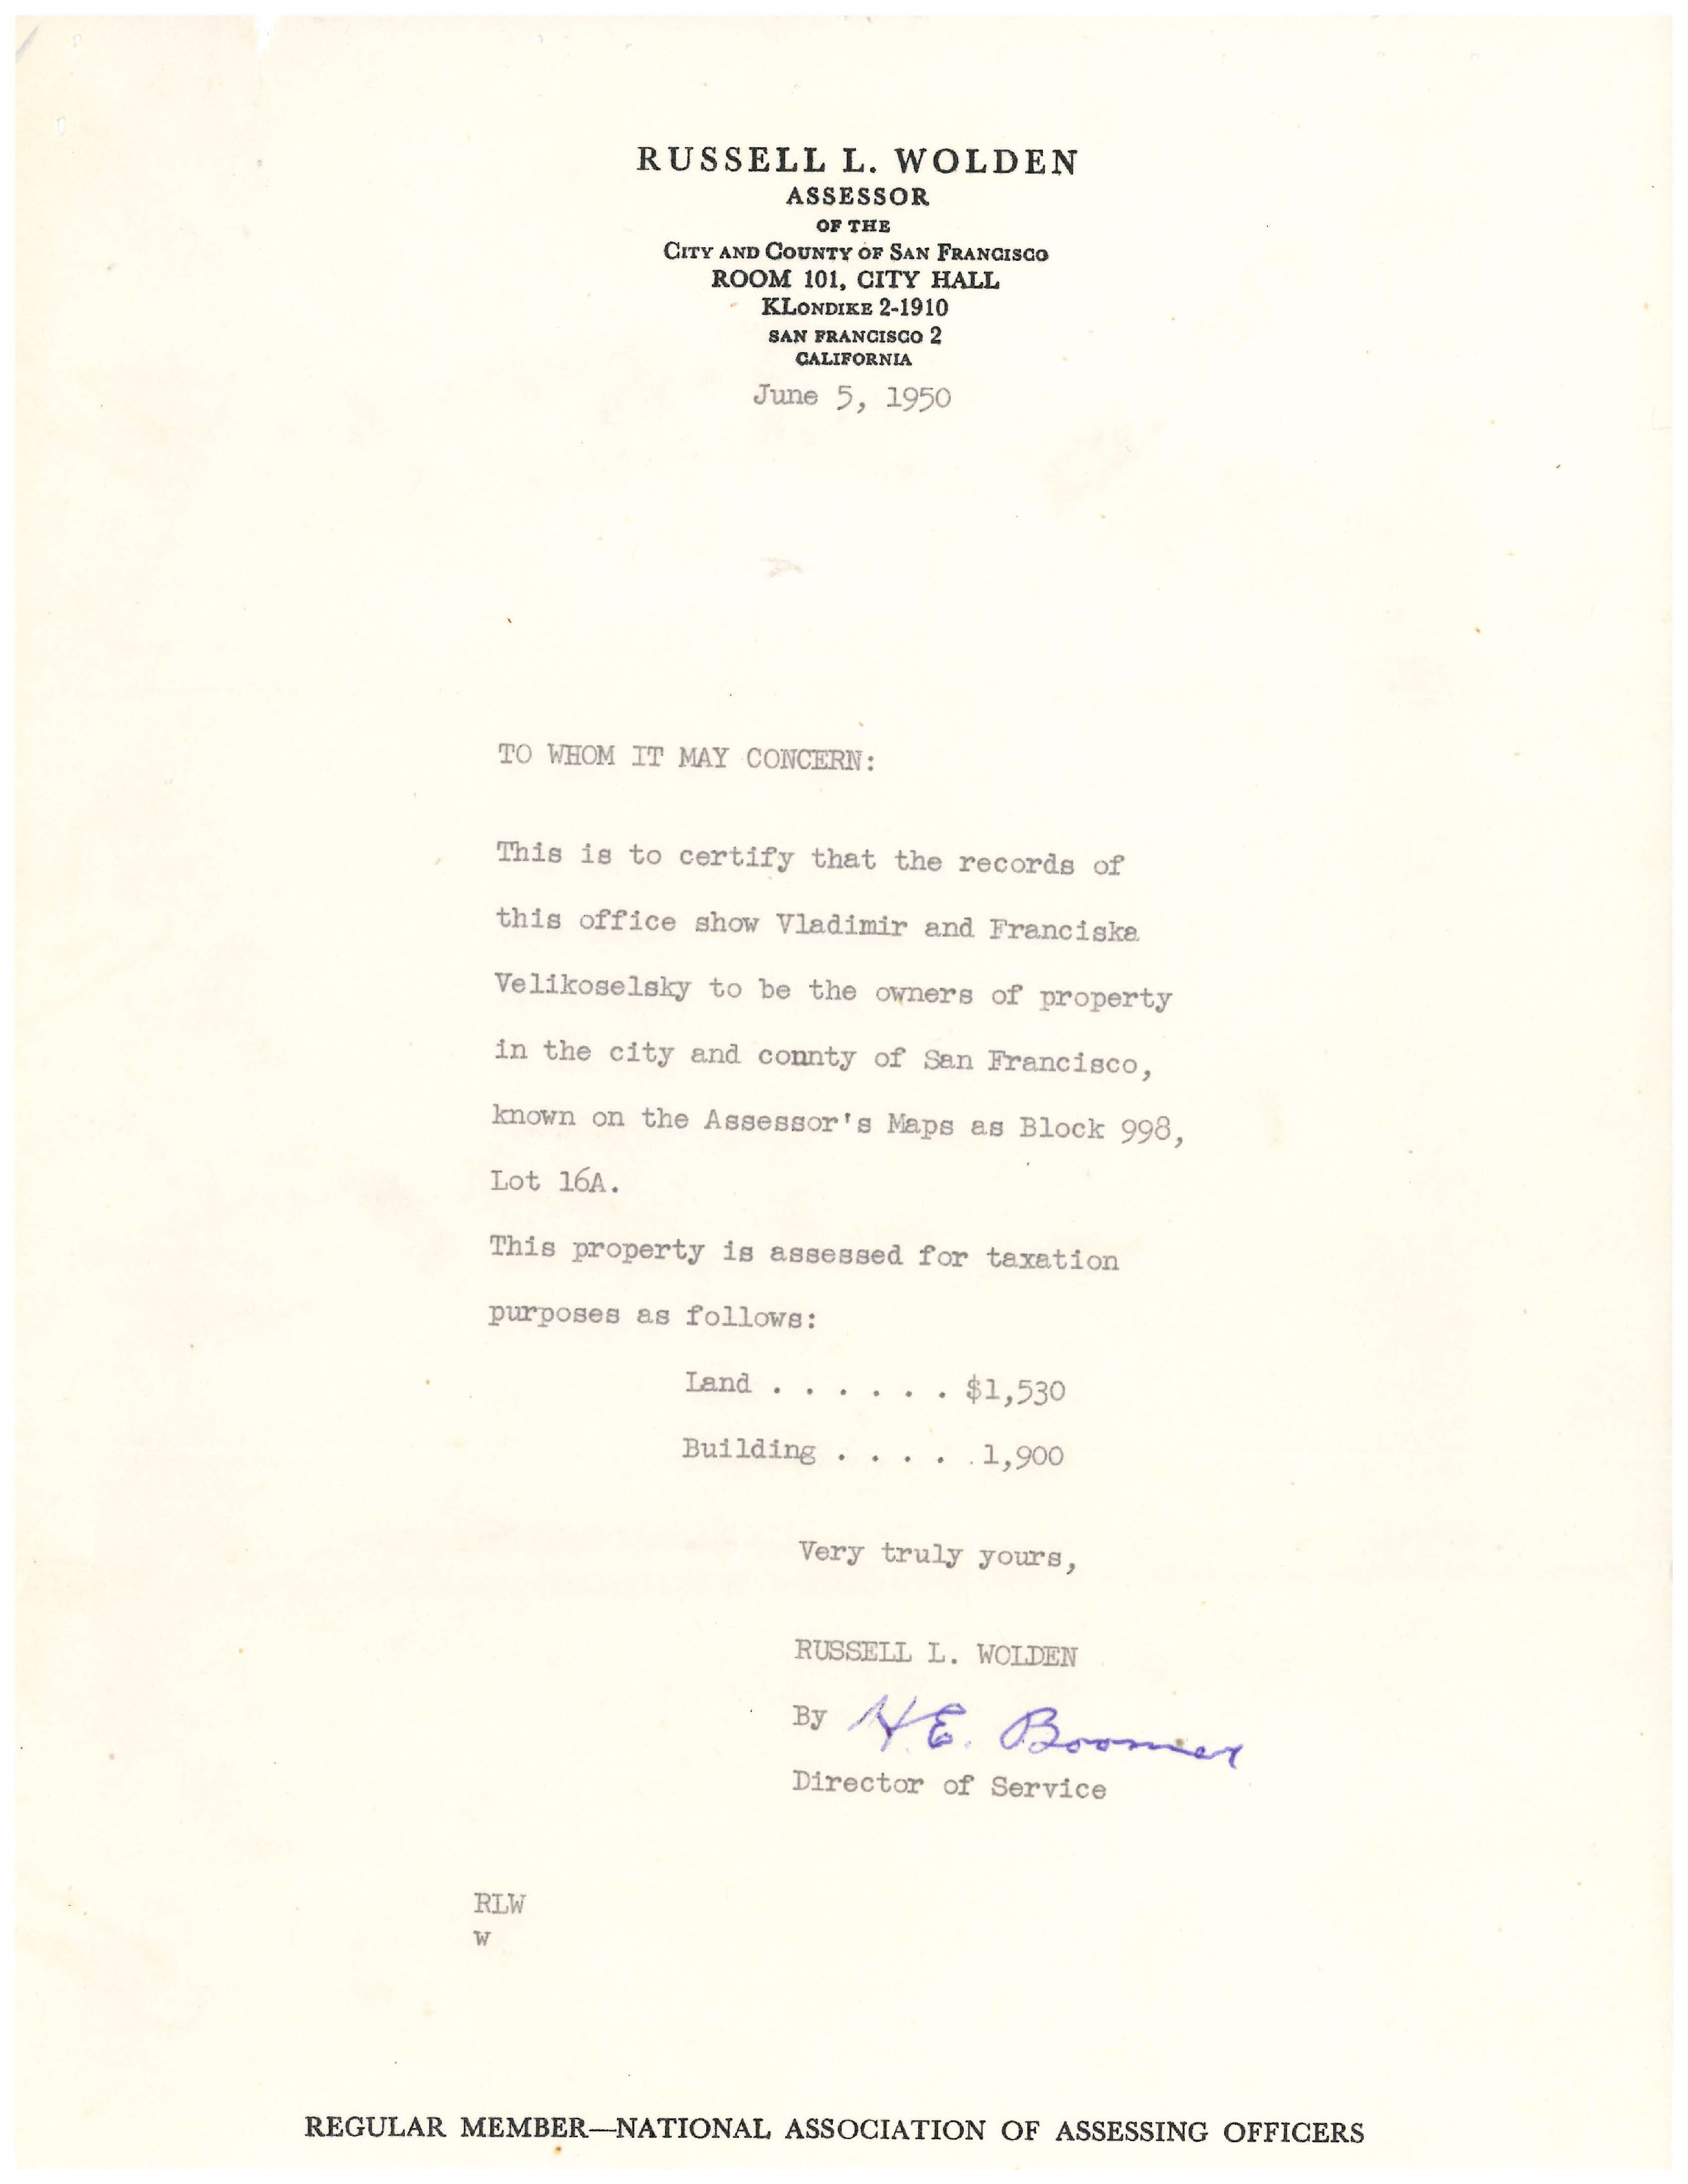 RUSSELL L. WOLDEN
ASSESSOR
OF THE
CITY AND COUNTY OF SAN FRANCISCO
ROOM 101, CITY HALL
KLONDIKE 2-1910
SAN FRANCISCO 2
CALIFORNIA
June 5, 1950
TO WHOM IT MAY CONCERN:
This is to certify that the records of
this office show Vladimir and Franciska
Velikoselsky to be the owners of property
in the city and county of San Francisco,
known on the Assessor's Maps as Block 998,
Lot 16A.
This property is assessed for taxation
purposes as follows:
Land . . . . . . $1,530
Building . . . . . 1,900
Very truly yours,
RUSSELL L. WOLDEN
By H.E. Boomer
Director of Service
RLW
W
REGULAR MEMBER—NATIONAL ASSOCIATION OF ASSESSING OFFICERS